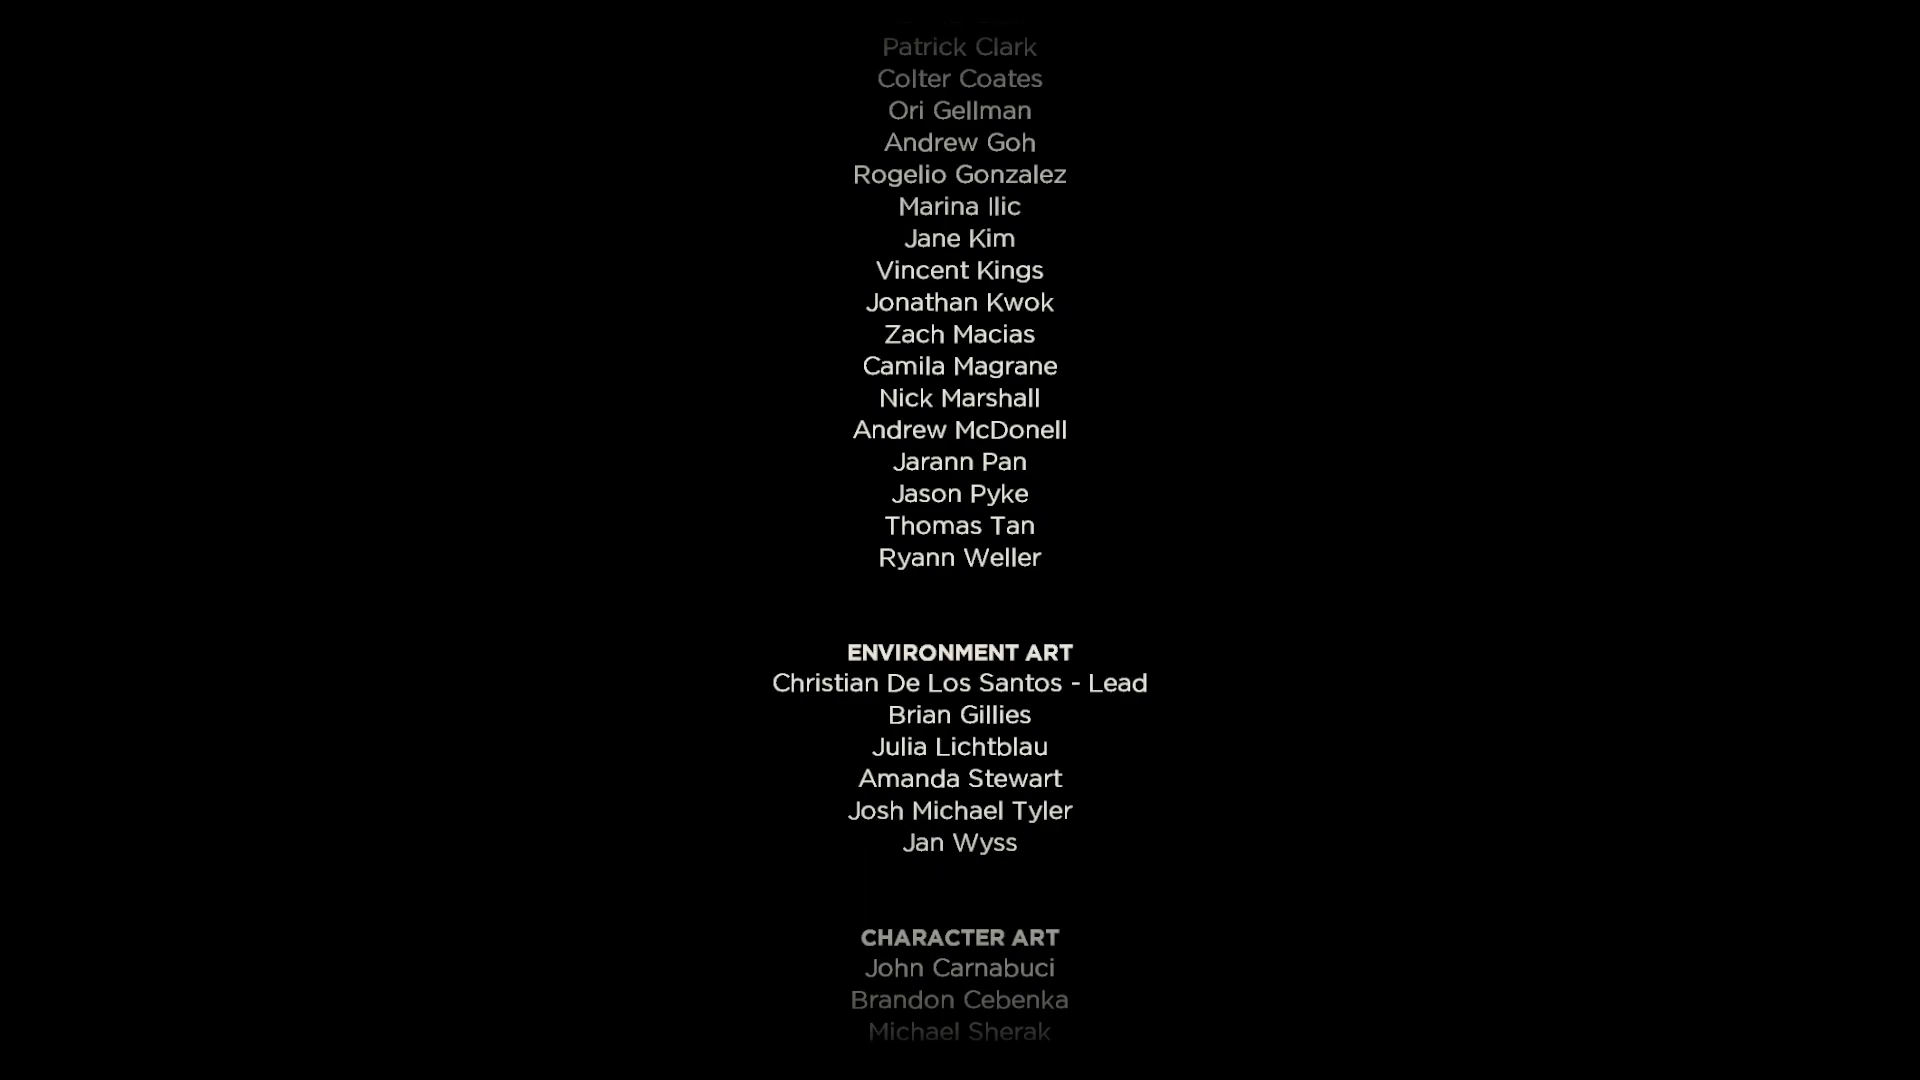 Patrick Clark
Colter Coates
Ori Gellman
Andrew Goh
Rogelio Gonzalez
Marina Ilic
Jane Kim
Vincent Kings
Jonathan Kwok
Zach Macias
Camila Magrane
Nick Marshall
Andrew McDonell
Jarann Pan
Jason Pyke
Thomas Tan
Ryann Weller
ENVIRONMENT ART
Christian De Los Santos - Lead
Brian Gillies
Julia Lichtblau
Amanda Stewart
Josh Michael Tyler
Jan Wyss
CHARACTER ART
John Carnabuci
Brandon Cebenka
Michael Sherak